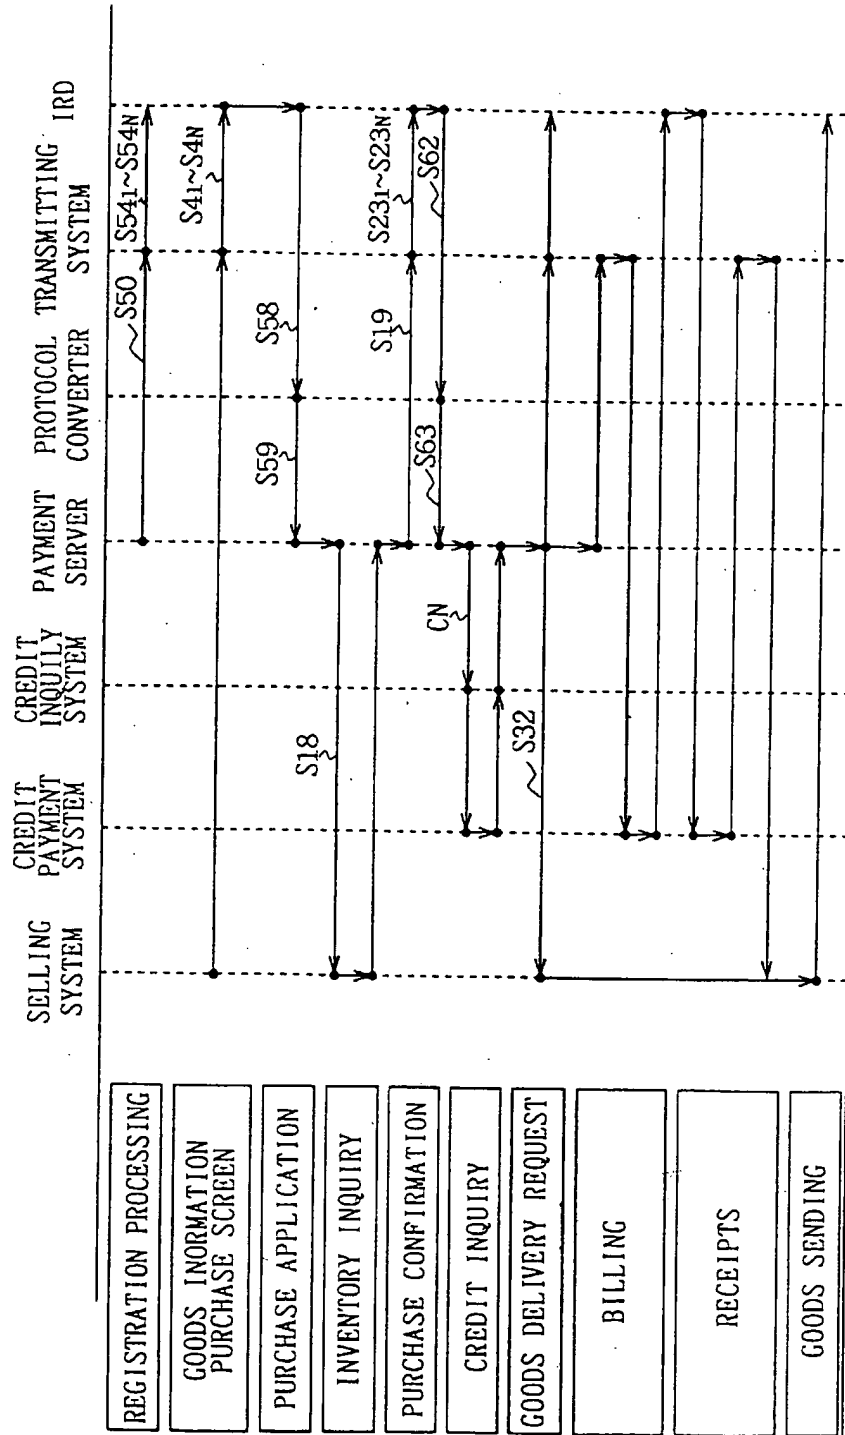 SELLING
SYSTEM
CREDIT
PAYMENT
SYSTEM
CREDIT
INQUILY
SYSTEM
PAYMENT
SERVER
PROTOCOL
CONVERTER
TRANSMITTING
SYSTEM
IRD
REGISTRATION PROCESSING
S50
S541~S54N
GOODS INORMATION
PURCHASE SCREEN
S41~S4N
PURCHASE APPLICATION
S59
S58
INVENTORY INQUIRY
S18
PURCHASE CONFIRMATION
S19
S231~S23N
S63
S62
CREDIT INQUIRY
CN
GOODS DELIVERY REQUEST
S32
BILLING
RECEIPTS
GOODS SENDING